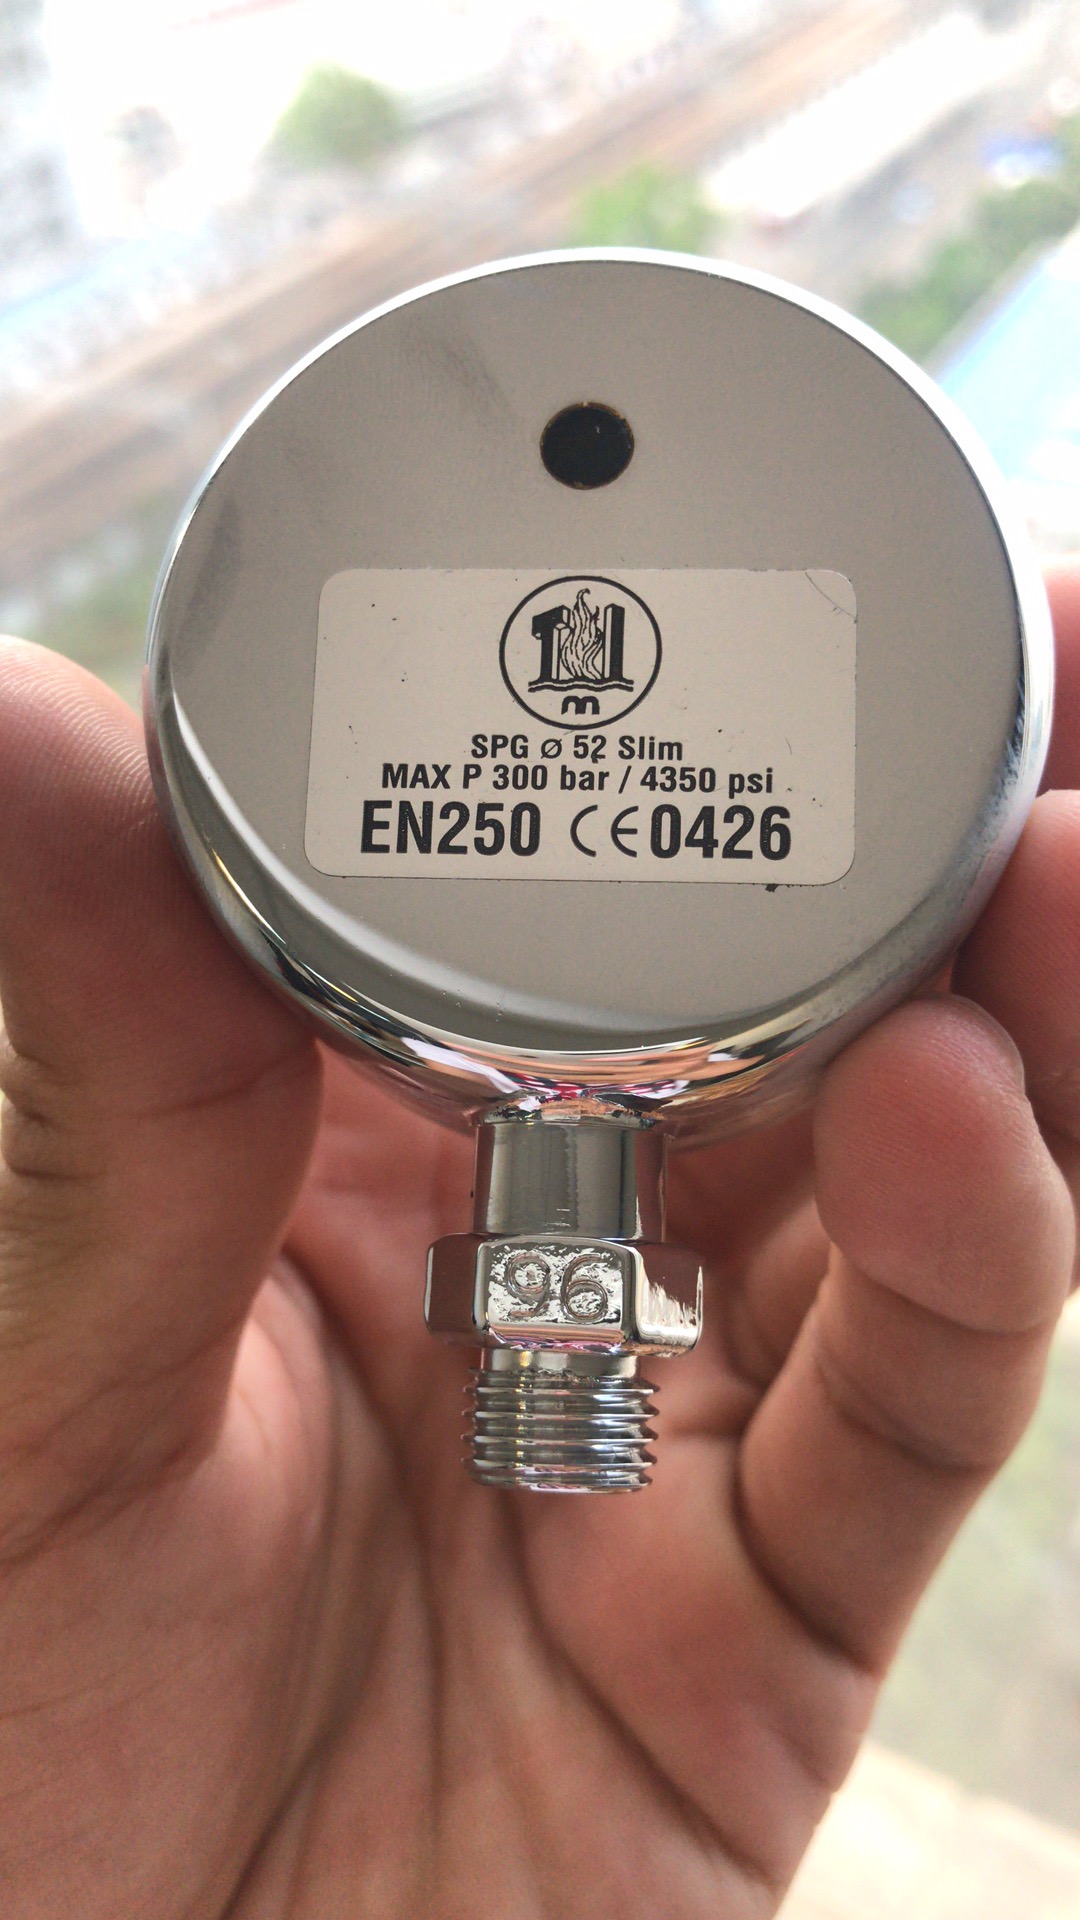 m
SPG ø 52 Slim
MAX P 300 bar / 4350 psi
EN250 CE 0426
96